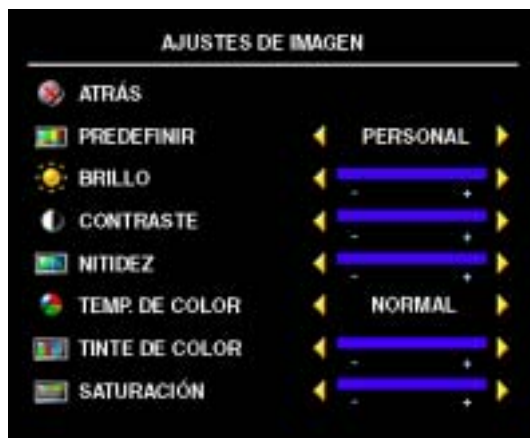 AJUSTES DE IMAGEN
ATRÁS
PREDEFINIR PERSONAL
BRILLO
- +
CONTRASTE
- +
NITIDEZ
- +
TEMP. DE COLOR NORMAL
TINTE DE COLOR
- +
SATURACIÓN
- +